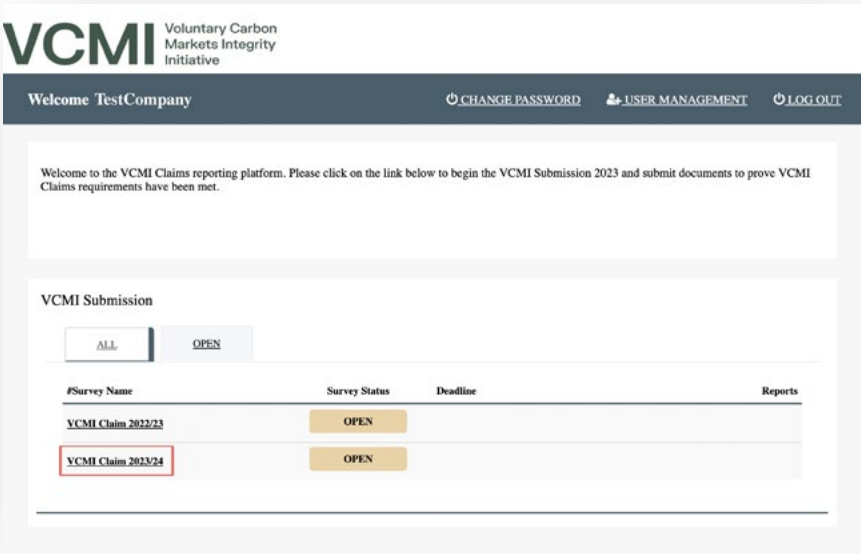 VCMI
Voluntary Carbon
Markets Integrity
Initiative
Welcome TestCompany
CHANGE PASSWORD
USER MANAGEMENT
LOG OUT
Welcome to the VCMI Claims reporting platform. Please click on the link below to begin the VCMI Submission 2023 and submit documents to prove VCMI
Claims requirements have been met.
VCMI Submission
ALL
OPEN
#Survey Name
Survey Status
Deadline
Reports
VCMI Claim 2022/23
OPEN
VCMI Claim 2023/24
OPEN